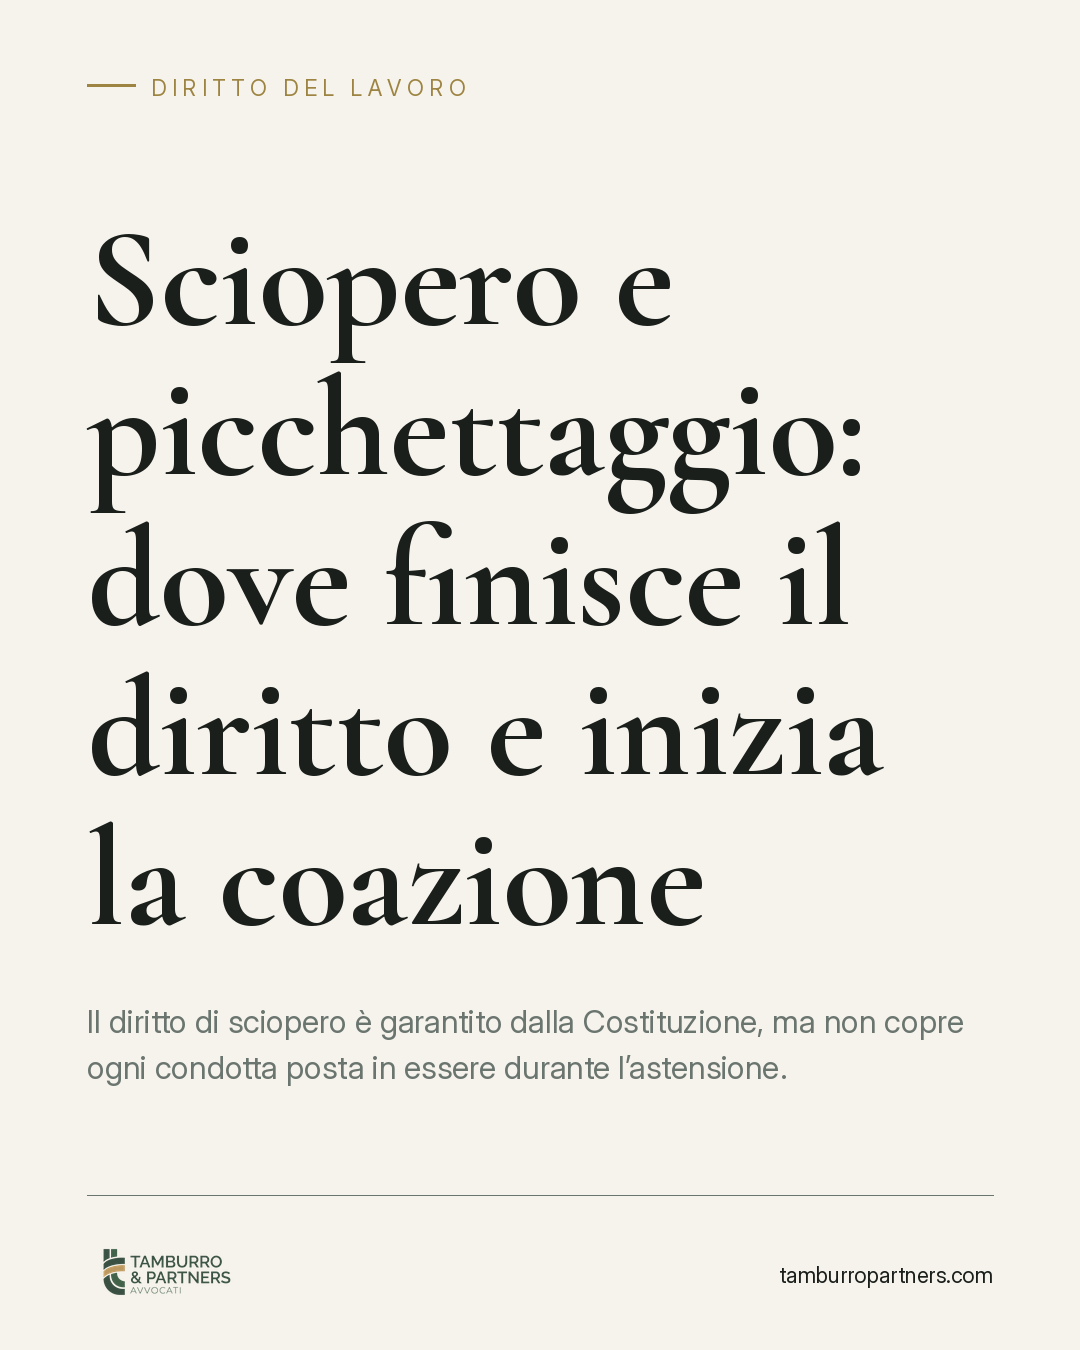 DIRITTO DEL LAVORO
Sciopero e
picchettaggio:
dove finisce il
diritto e inizia
la coazione
Il diritto di sciopero è garantito dalla Costituzione, ma non copre
ogni condotta posta in essere durante l’astensione.
TAMBURRO
& PARTNERS
AVVOCATI
tamburropartners.com